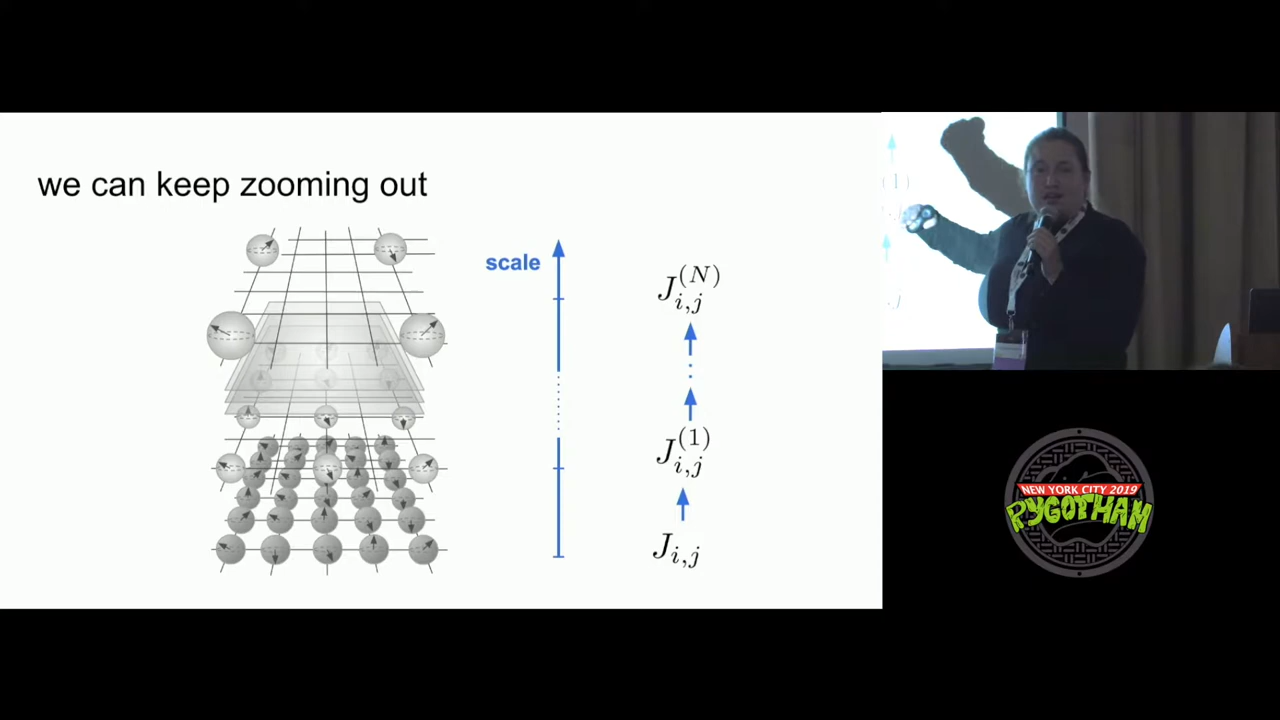 we can keep zooming out
scale
J_{i,j}^{(N)}
J_{i,j}^{(1)}
J_{i,j}
NEW YORK CITY 2019
PYGOTHAM